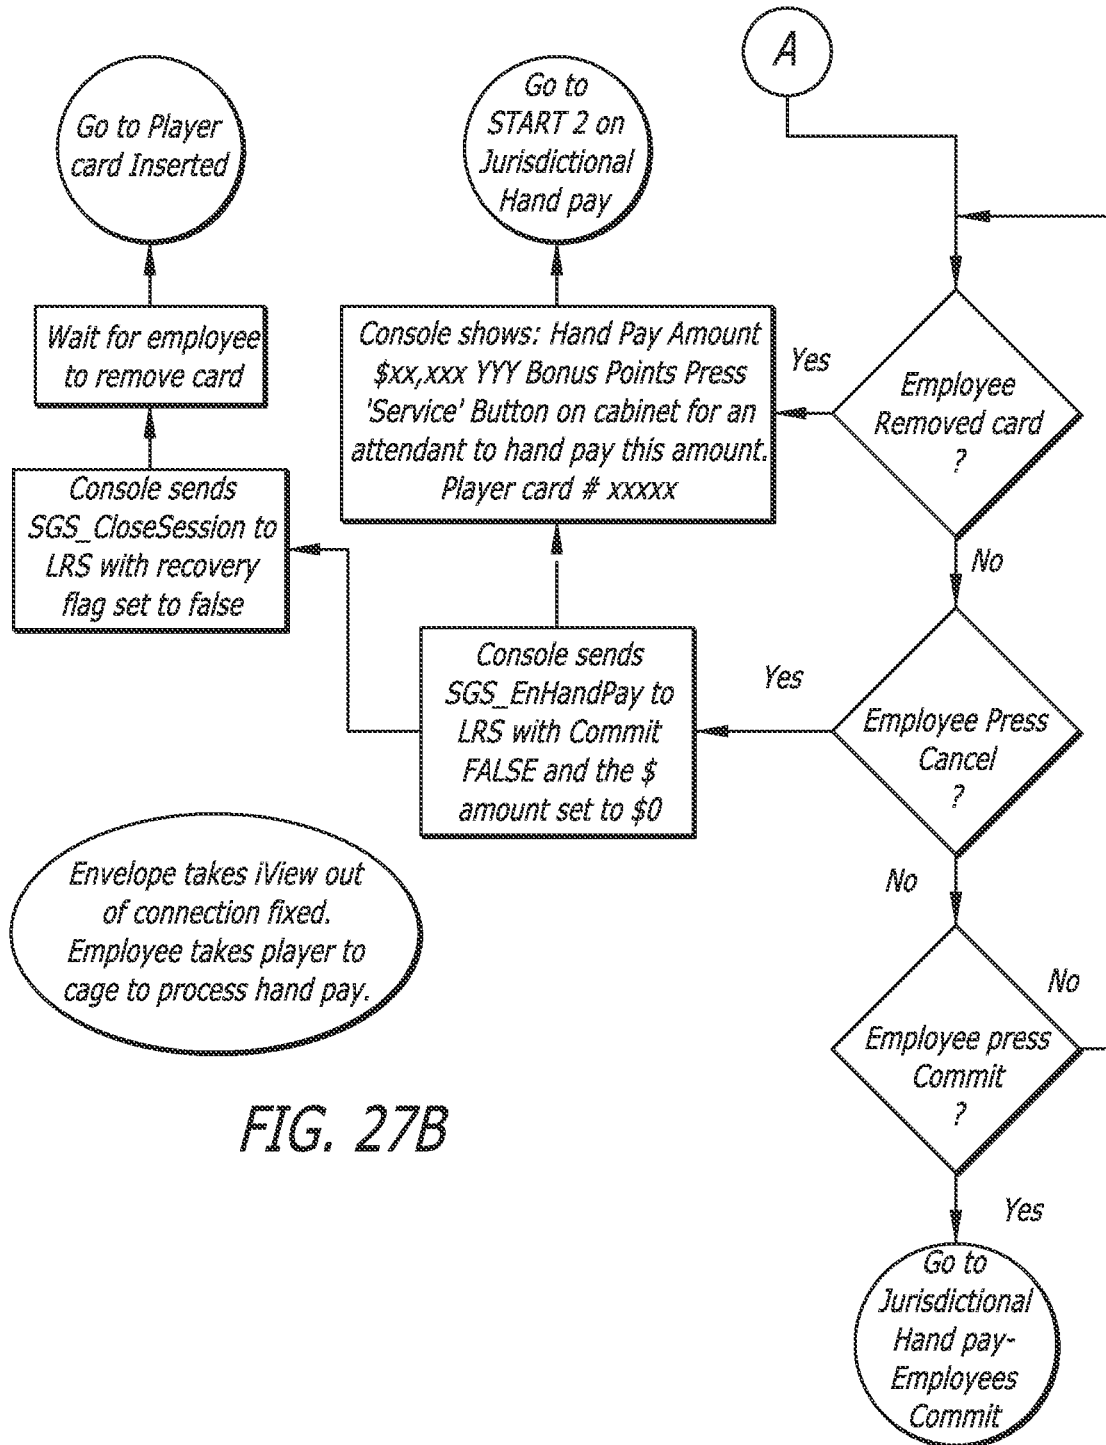 A
Go to Player
card Inserted
Go to
START 2 on
Jurisdictional
Hand pay
Wait for employee
to remove card
Console shows: Hand Pay Amount
$xx,xxx YYY Bonus Points Press
'Service' Button on cabinet for an
attendant to hand pay this amount.
Player card # xxxxx
Yes
Employee
Removed card
?
Console sends
SGS_CloseSession to
LRS with recovery
flag set to false
No
Console sends
SGS_EnHandPay to
LRS with Commit
FALSE and the $
amount set to $0
Yes
Employee Press
Cancel
?
Envelope takes iView out
of connection fixed.
Employee takes player to
cage to process hand pay.
No
Employee press
Commit
?
No
FIG. 27B
Yes
Go to
Jurisdictional
Hand pay-
Employees
Commit